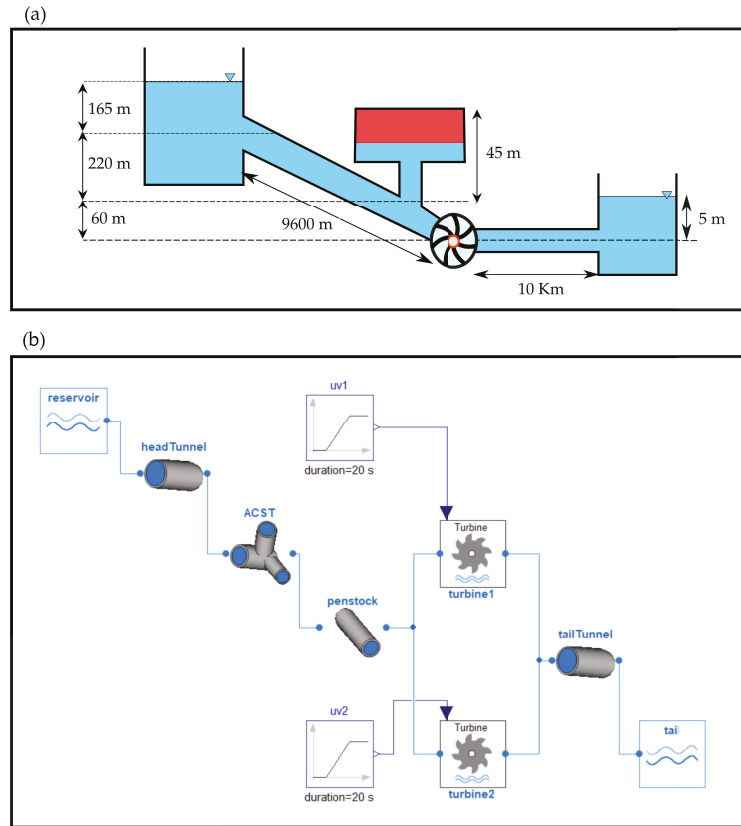 (a)
165 m
220 m
60 m
9600 m
45 m
5 m
10 Km
(b)
reservoir
headTunnel
ACST
penstock
uv1
duration=20 s
Turbine
turbine1
tailTunnel
uv2
duration=20 s
Turbine
turbine2
tail